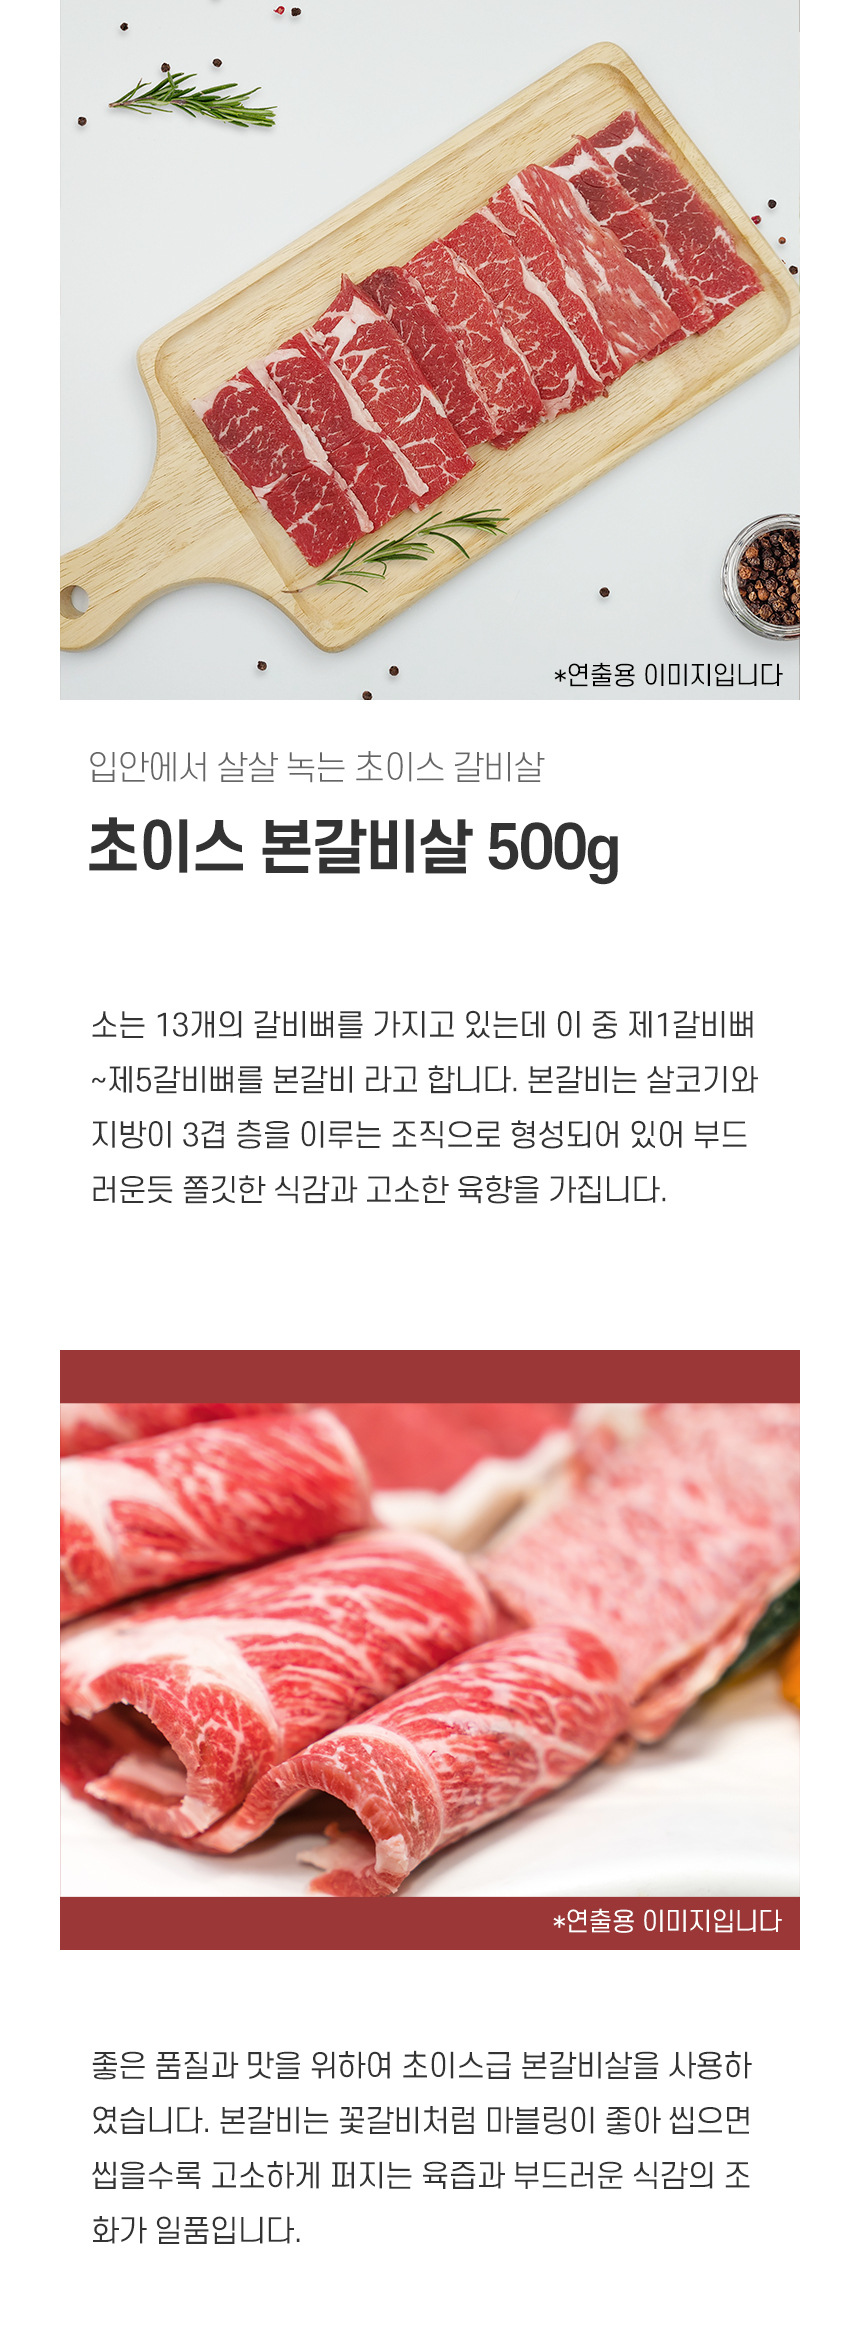 *연출용 이미지입니다
입안에서 살살 녹는 초이스 갈비살
초이스 본갈비살 500g
소는 13개의 갈비뼈를 가지고 있는데 이 중 제1갈비뼈
~제5갈비뼈를 본갈비 라고 합니다. 본갈비는 살코기와
지방이 3겹 층을 이루는 조직으로 형성되어 있어 부드
러운듯 쫄깃한 식감과 고소한 육향을 가집니다.
*연출용 이미지입니다
좋은 품질과 맛을 위하여 초이스급 본갈비살을 사용하
였습니다. 본갈비는 꽃갈비처럼 마블링이 좋아 씹으면
씹을수록 고소하게 퍼지는 육즙과 부드러운 식감의 조
화가 일품입니다.